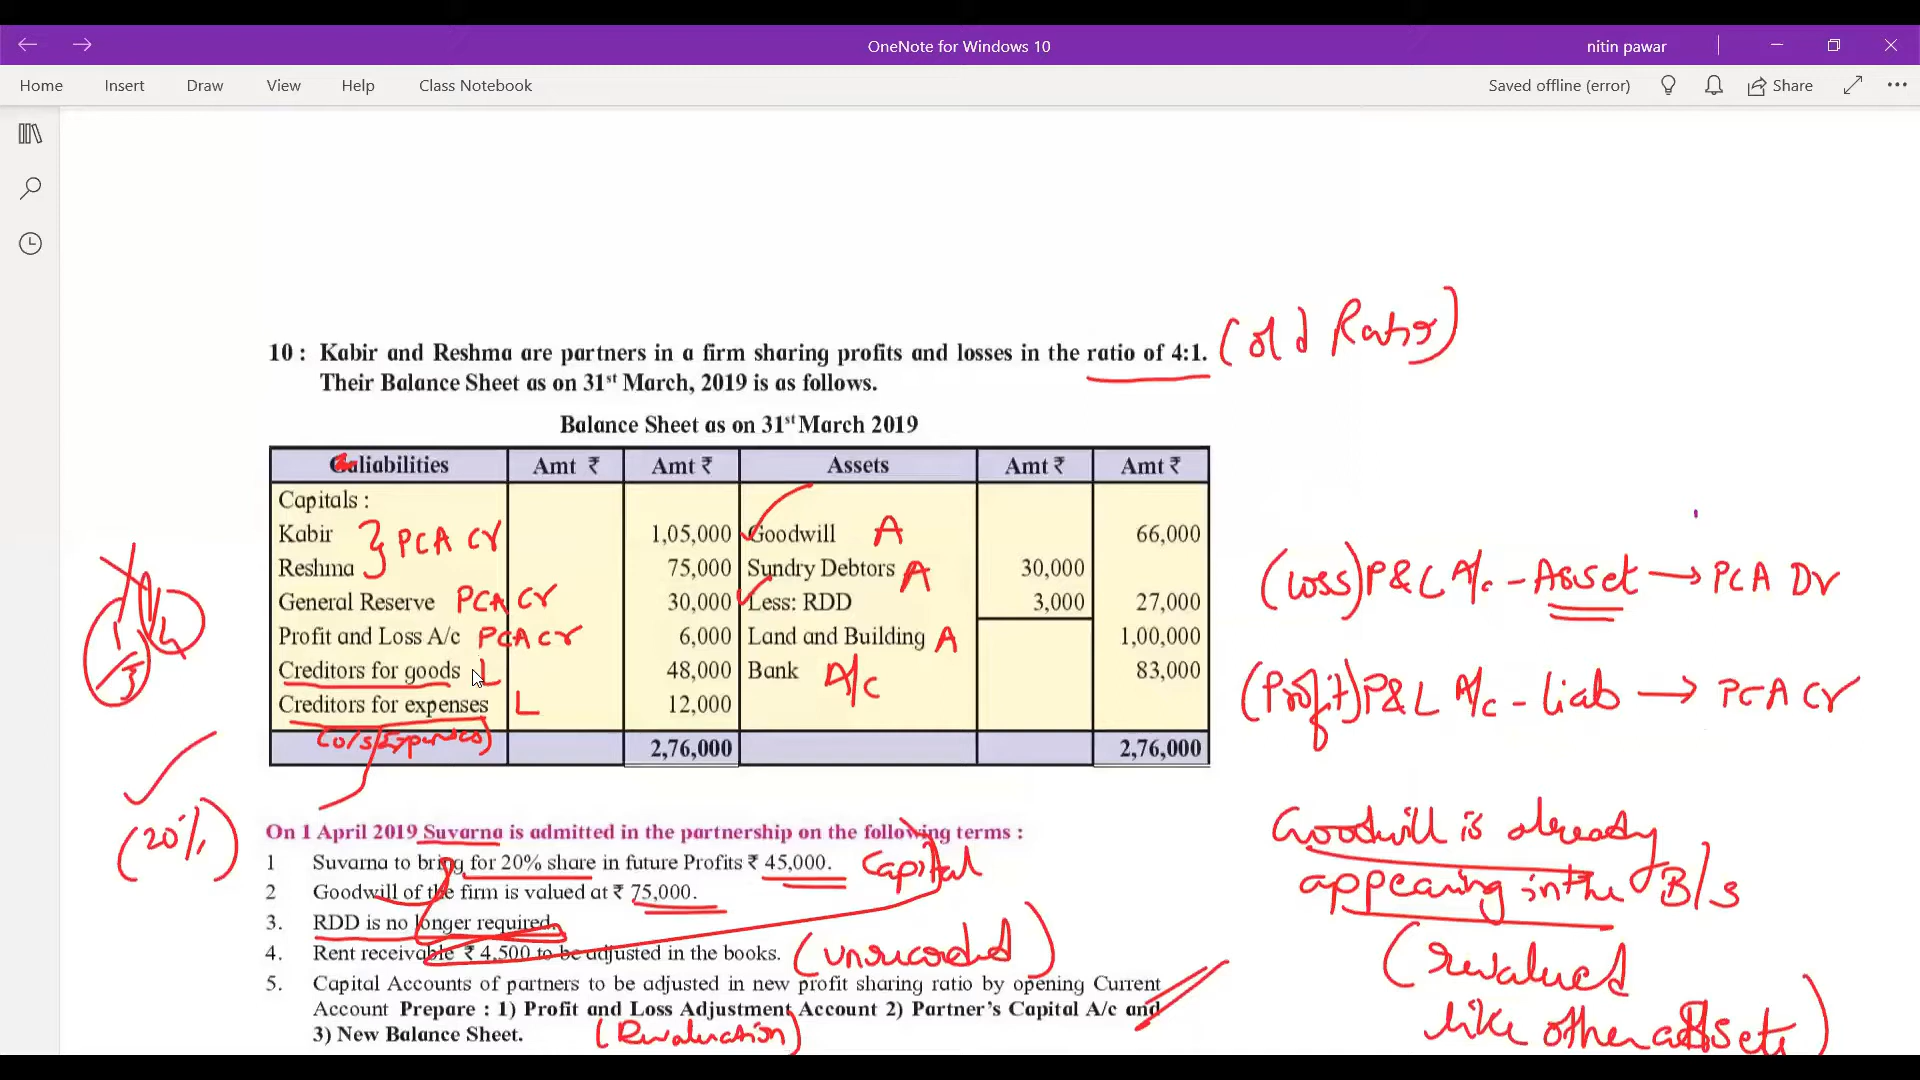 OneNote for Windows 10
nitin pawar
Home Insert Draw View Help Class Notebook
Saved offline (error) Share
(old Ratio)
10 : Kabir and Reshma are partners in a firm sharing profits and losses in the ratio of 4:1.
Their Balance Sheet as on 31st March, 2019 is as follows.
Balance Sheet as on 31st March 2019
liabilities Amt ₹ Amt ₹ Assets Amt ₹ Amt ₹
Capitals :
Kabir 1,05,000 Goodwill A 66,000
PCA Cr
Reshma 75,000 Sundry Debtors A 30,000
General Reserve PCA Cr 30,000 Less: RDD 3,000 27,000
Profit and Loss A/c PCA Cr 6,000 Land and Building A 1,00,000
Creditors for goods L 48,000 Bank A/c 83,000
Creditors for expenses L 12,000
(o/s Expenses)
2,76,000 2,76,000
(Loss) P&L A/c - Asset → PCA Dr
(Profit) P&L A/c - Liab → PCA Cr
(20%)
On 1 April 2019 Suvarna is admitted in the partnership on the following terms :
1 Suvarna to bring for 20% share in future Profits ₹ 45,000. Capital
2 Goodwill of the firm is valued at ₹ 75,000.
3. RDD is no longer required.
4. Rent receivable ₹ 4,500 to be adjusted in the books. (unrecorded)
5. Capital Accounts of partners to be adjusted in new profit sharing ratio by opening Current
Account Prepare : 1) Profit and Loss Adjustment Account 2) Partner's Capital A/c and
3) New Balance Sheet. (Revaluation)
Goodwill is already
appearing in the B/s
(revalued
like other assets)